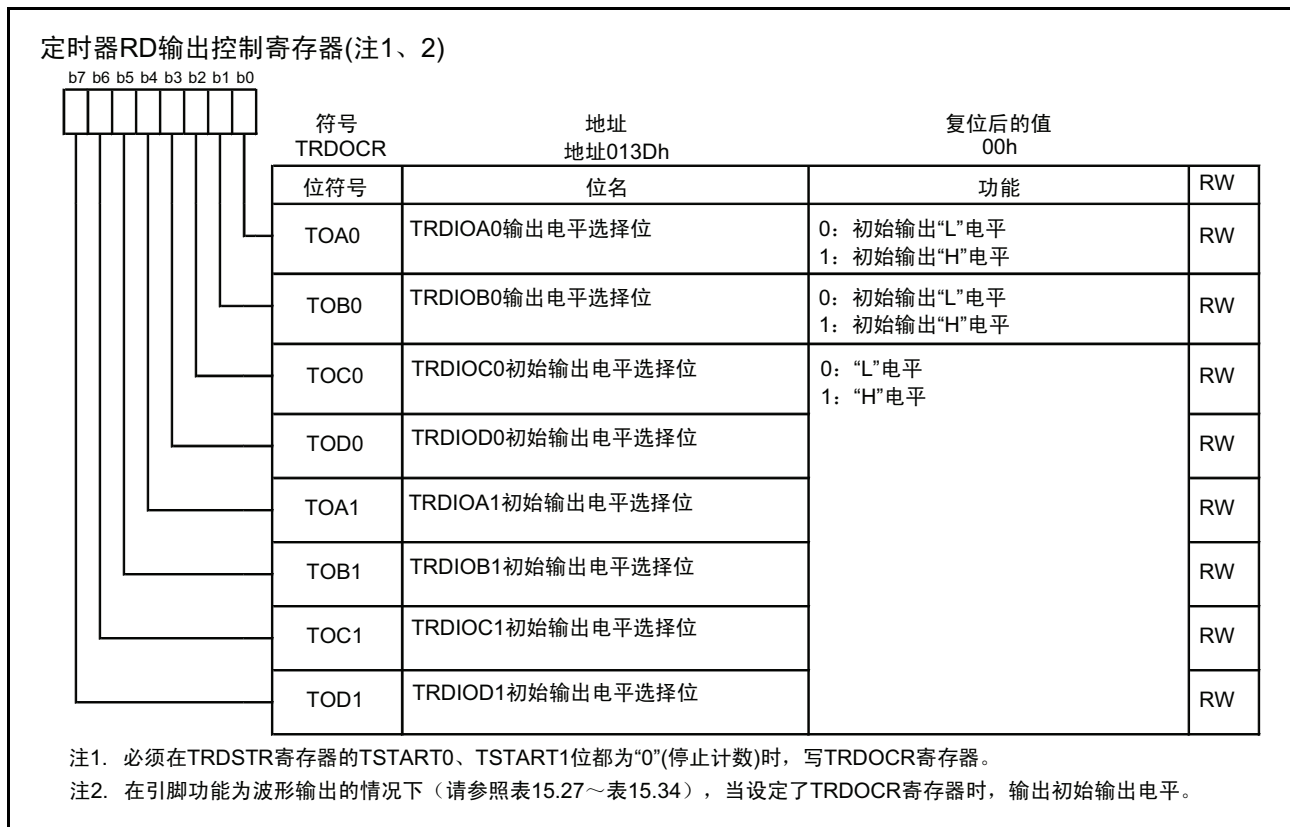 定时器RD输出控制寄存器(注1、2)
b7 b6 b5 b4 b3 b2 b1 b0
符号 地址 复位后的值
TRDOCR 地址013Dh 00h
位符号 位名 功能 RW
TOA0 TRDIOA0输出电平选择位 0：初始输出“L”电平 RW
1：初始输出“H”电平
TOB0 TRDIOB0输出电平选择位 0：初始输出“L”电平 RW
1：初始输出“H”电平
TOC0 TRDIOC0初始输出电平选择位 0：“L”电平 RW
1：“H”电平
TOD0 TRDIOD0初始输出电平选择位 RW
TOA1 TRDIOA1初始输出电平选择位 RW
TOB1 TRDIOB1初始输出电平选择位 RW
TOC1 TRDIOC1初始输出电平选择位 RW
TOD1 TRDIOD1初始输出电平选择位 RW
注1. 必须在TRDSTR寄存器的TSTART0、TSTART1位都为“0”(停止计数)时，写TRDOCR寄存器。
注2. 在引脚功能为波形输出的情况下（请参照表15.27～表15.34），当设定了TRDOCR寄存器时，输出初始输出电平。